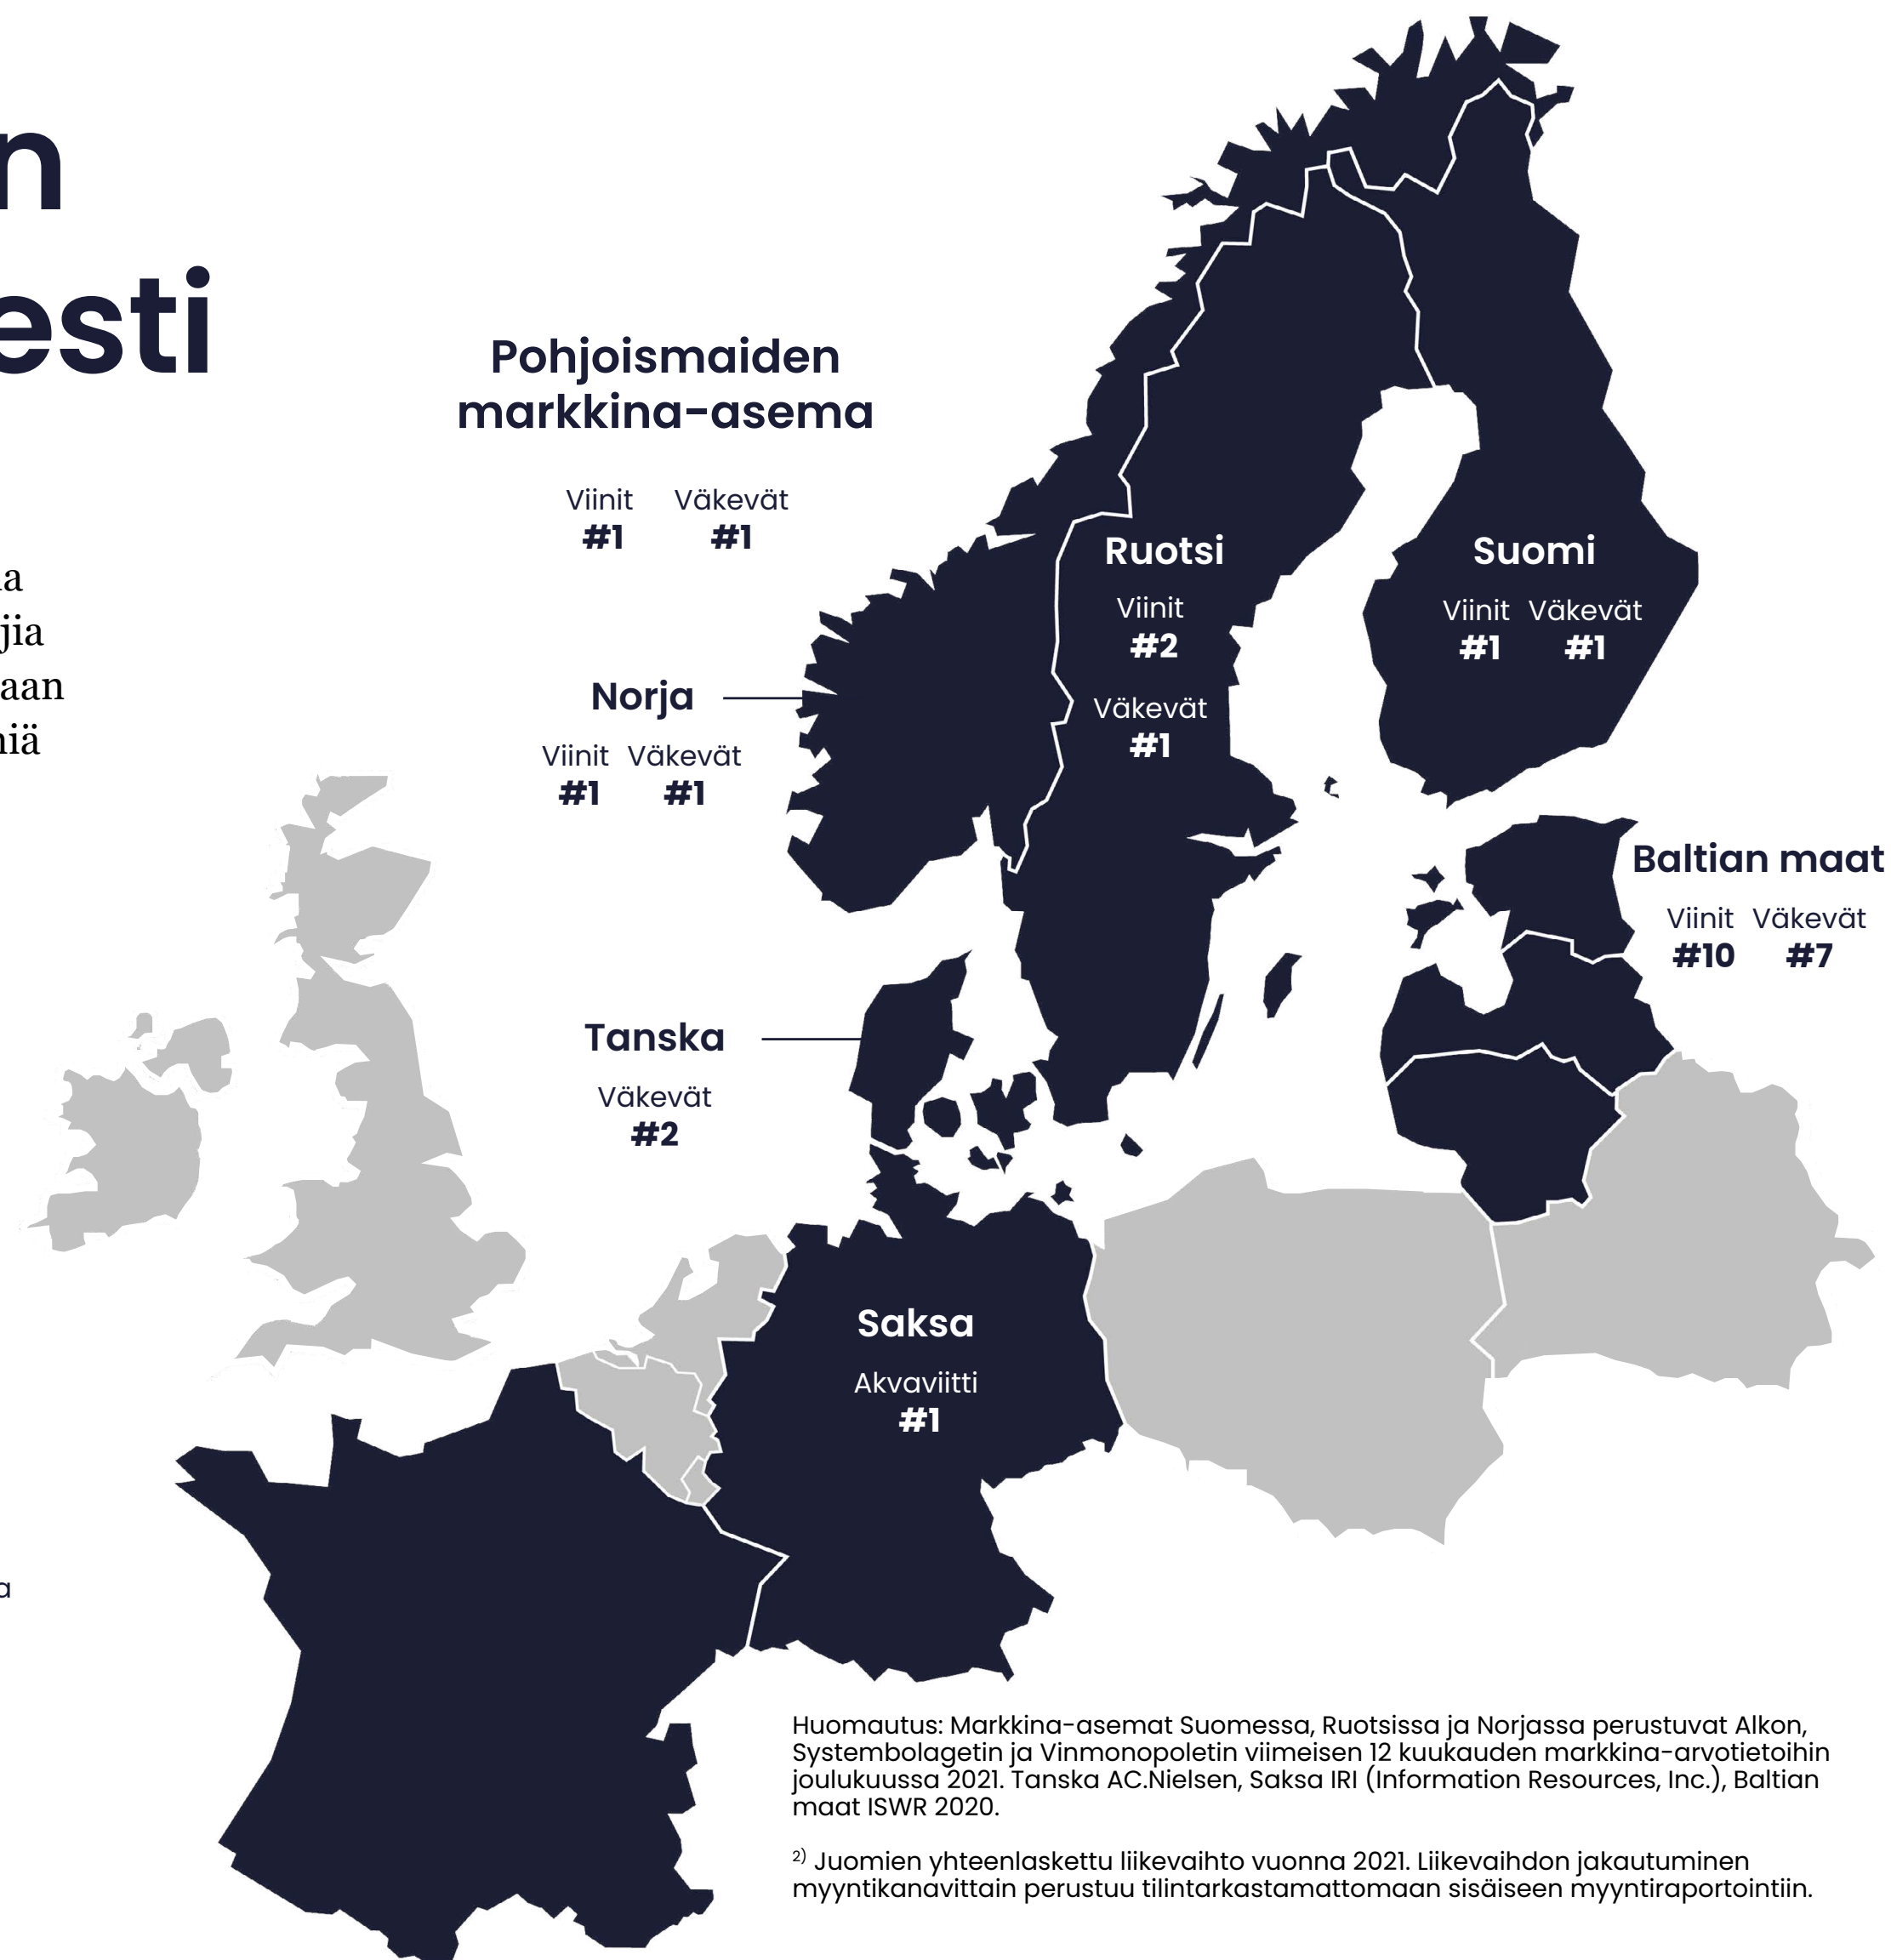 Pohjoismaiden
markkina-asema
Viinit Väkevät
#1 #1
Ruotsi
Viinit
#2
Väkevät
#1
Suomi
Viinit Väkevät
#1 #1
Norja
Viinit Väkevät
#1 #1
Baltian maat
Viinit Väkevät
#10 #7
Tanska
Väkevät
#2
Saksa
Akvaviitti
#1
Huomautus: Markkina-asemat Suomessa, Ruotsissa ja Norjassa perustuvat Alkon,
Systembolagetin ja Vinmonopoletin viimeisen 12 kuukauden markkina-arvotietoihin
joulukuussa 2021. Tanska AC.Nielsen, Saksa IRI (Information Resources, Inc.), Baltian
maat ISWR 2020.
2) Juomien yhteenlaskettu liikevaihto vuonna 2021. Liikevaihdon jakautuminen
myyntikanavittain perustuu tilintarkastamattomaan sisäiseen myyntiraportointiin.